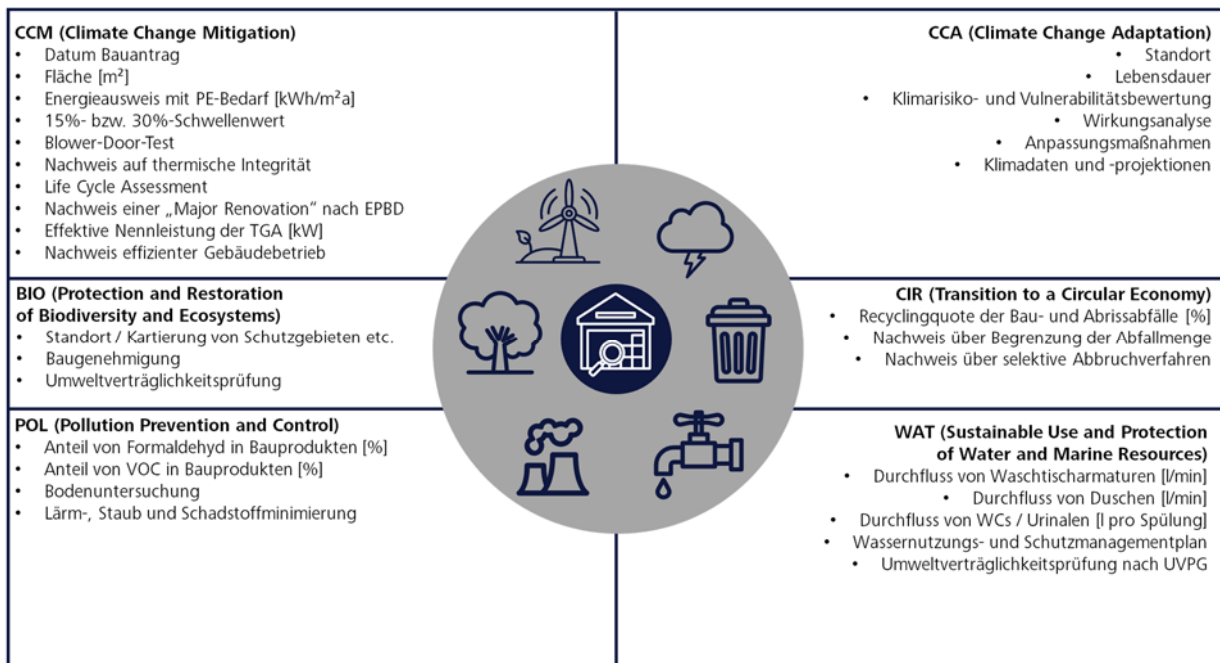 CCM (Climate Change Mitigation)
• Datum Bauantrag
• Fläche [m²]
• Energieausweis mit PE-Bedarf [kWh/m²a]
• 15%- bzw. 30%-Schwellenwert
• Blower-Door-Test
• Nachweis auf thermische Integrität
• Life Cycle Assessment
• Nachweis einer „Major Renovation“ nach EPBD
• Effektive Nennleistung der TGA [kW]
• Nachweis effizienter Gebäudebetrieb
CCA (Climate Change Adaptation)
• Standort
• Lebensdauer
• Klimarisiko- und Vulnerabilitätsbewertung
• Wirkungsanalyse
• Anpassungsmaßnahmen
• Klimadaten und -projektionen
BIO (Protection and Restoration
of Biodiversity and Ecosystems)
• Standort / Kartierung von Schutzgebieten etc.
• Baugenehmigung
• Umweltverträglichkeitsprüfung
CIR (Transition to a Circular Economy)
• Recyclingquote der Bau- und Abrissabfälle [%]
• Nachweis über Begrenzung der Abfallmenge
• Nachweis über selektive Abbruchverfahren
POL (Pollution Prevention and Control)
• Anteil von Formaldehyd in Bauprodukten [%]
• Anteil von VOC in Bauprodukten [%]
• Bodenuntersuchung
• Lärm-, Staub und Schadstoffminimierung
WAT (Sustainable Use and Protection
of Water and Marine Resources)
• Durchfluss von Waschtischarmaturen [l/min]
• Durchfluss von Duschen [l/min]
• Durchfluss von WCs / Urinalen [l pro Spülung]
• Wassernutzungs- und Schutzmanagementplan
• Umweltverträglichkeitsprüfung nach UVPG